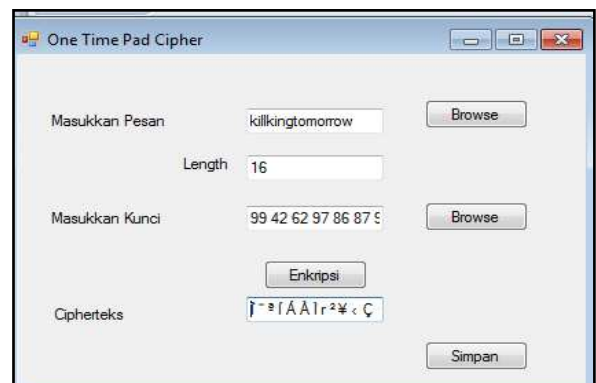 One Time Pad Cipher
Masukkan Pesan killkingtomorrow Browse
Length 16
Masukkan Kunci 99 42 62 97 86 87 Browse
Enkripsi
Cipherteks
Simpan